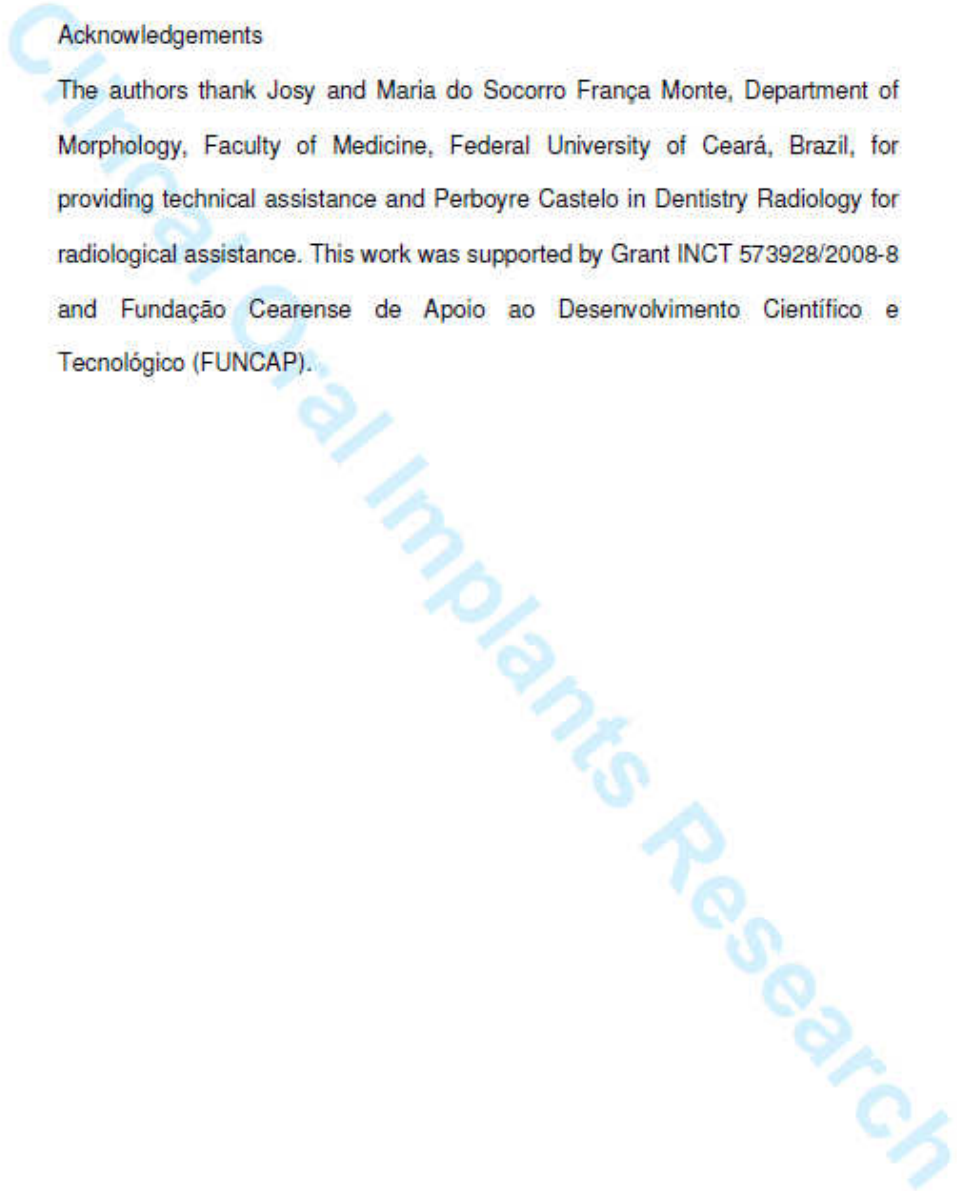 Acknowledgements
The authors thank Josy and Maria do Socorro França Monte, Department of
Morphology, Faculty of Medicine, Federal University of Ceará, Brazil, for
providing technical assistance and Perboyre Castelo in Dentistry Radiology for
radiological assistance. This work was supported by Grant INCT 573928/2008-8
and Fundação Cearense de Apoio ao Desenvolvimento Científico e
Tecnológico (FUNCAP).
Clinical Oral Implants Research